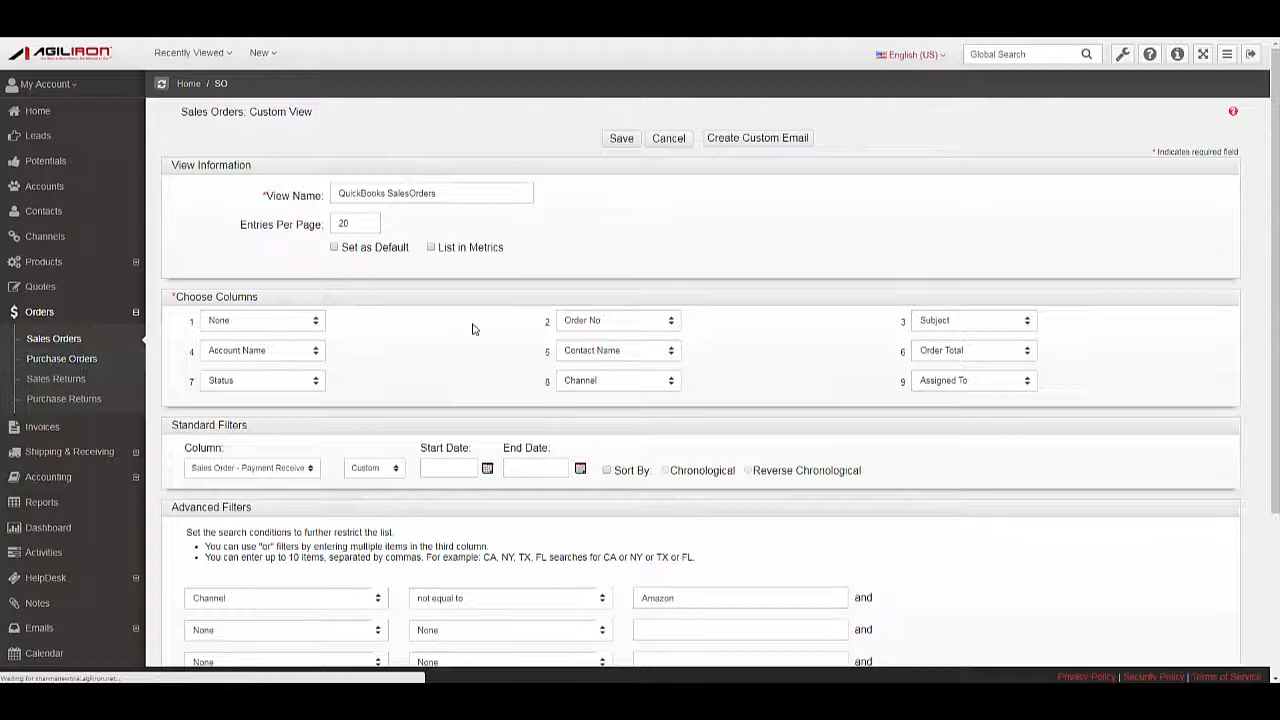 AGILIRON
Recently Viewed
New
English (US)
Global Search
My Account
Home / SO
Home
Leads
Potentials
Accounts
Contacts
Channels
Products
Quotes
Orders
Sales Orders
Purchase Orders
Sales Returns
Purchase Returns
Invoices
Shipping & Receiving
Accounting
Reports
Dashboard
Activities
HelpDesk
Notes
Emails
Calendar
Sales Orders: Custom View
Save Cancel Create Custom Email
* Indicates required field
View Information
*View Name: QuickBooks SalesOrders
Entries Per Page: 20
Set as Default List in Metrics
*Choose Columns
1 None 2 Order No 3 Subject
4 Account Name 5 Contact Name 6 Order Total
7 Status 8 Channel 9 Assigned To
Standard Filters
Column: Start Date: End Date:
Sales Order - Payment Receive Custom Sort By: Chronological Reverse Chronological
Advanced Filters
Set the search conditions to further restrict the list.
• You can use "or" filters by entering multiple items in the third column.
• You can enter up to 10 items, separated by commas. For example: CA, NY, TX, FL searches for CA or NY or TX or FL.
Channel not equal to Amazon and
None None and
None None and
Privacy Policy | Security Policy | Terms of Service